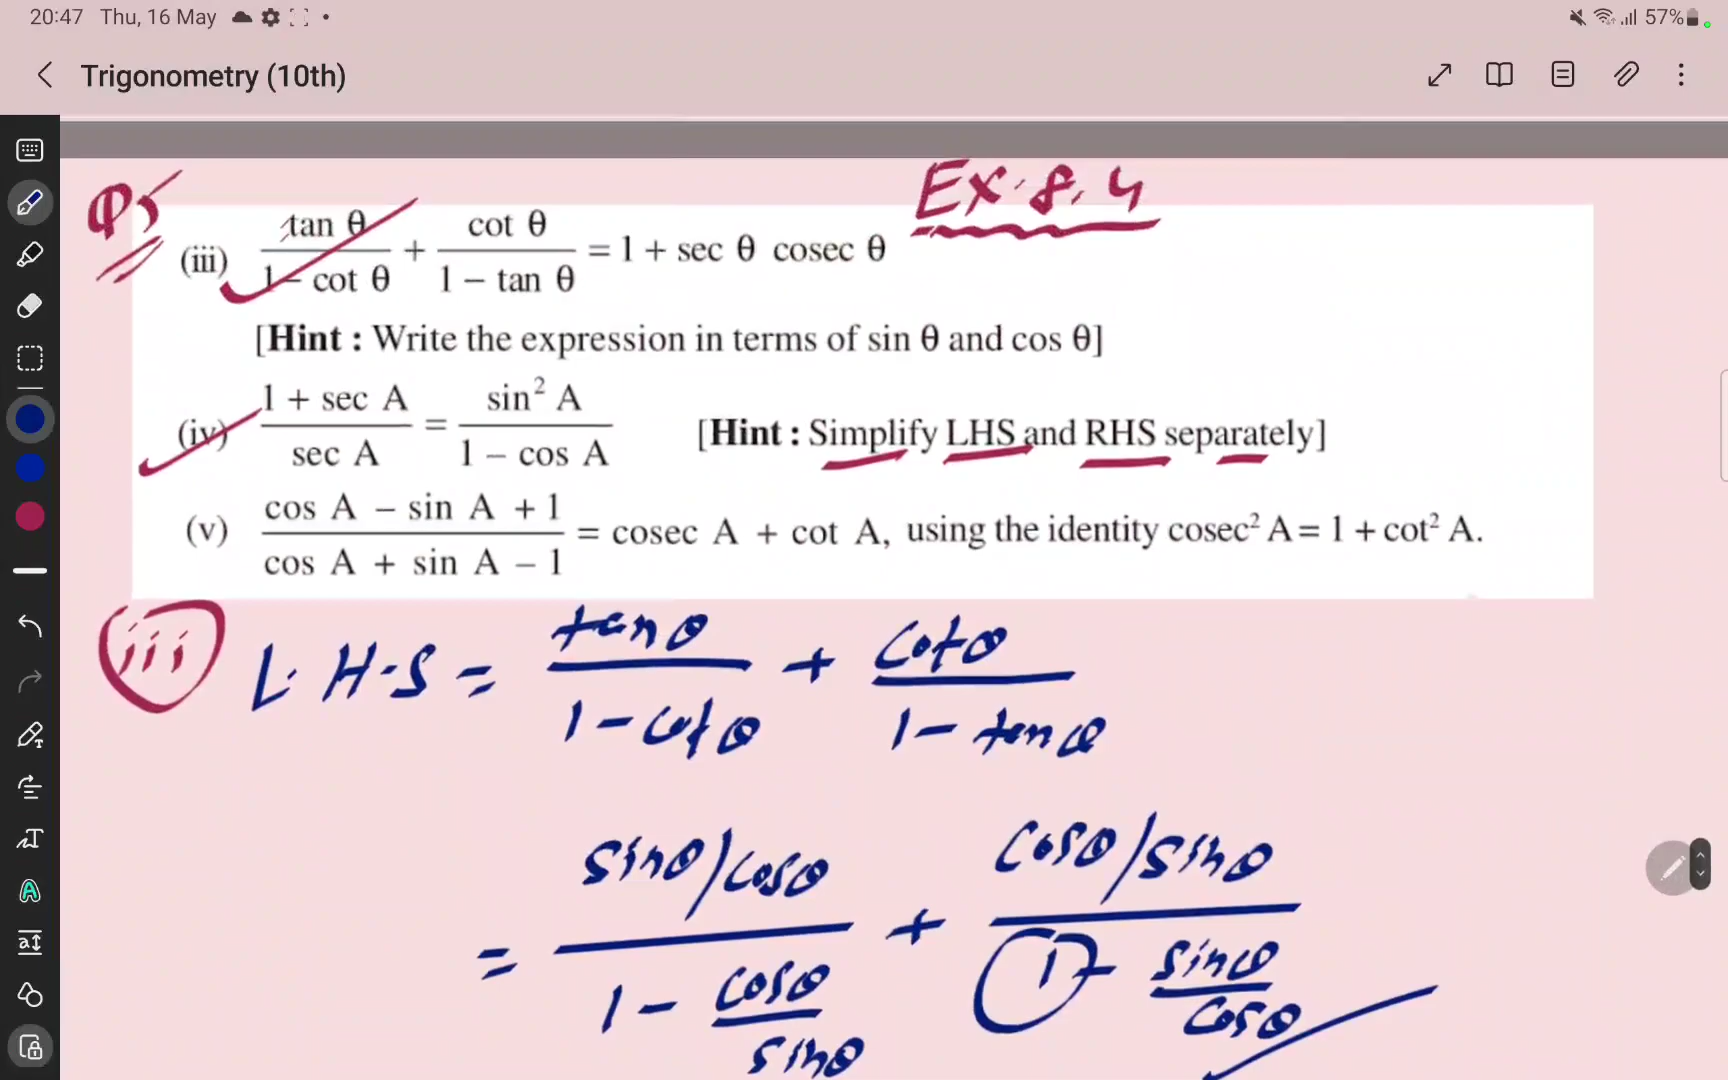 20:47 Thu, 16 May 57%
Trigonometry (10th)
Ex. 8.4
Q5
(iii) tan θ / 1 – cot θ + cot θ / 1 – tan θ = 1 + sec θ cosec θ
[Hint : Write the expression in terms of sin θ and cos θ]
(iv) 1 + sec A / sec A = sin² A / 1 – cos A [Hint : Simplify LHS and RHS separately]
(v) cos A – sin A + 1 / cos A + sin A – 1 = cosec A + cot A, using the identity cosec² A = 1 + cot² A.
iii L.H.S = tanθ / 1 - cotθ + cotθ / 1 - tanθ
= sinθ/cosθ / 1 - cosθ/sinθ + cosθ/sinθ / 1 - sinθ/cosθ